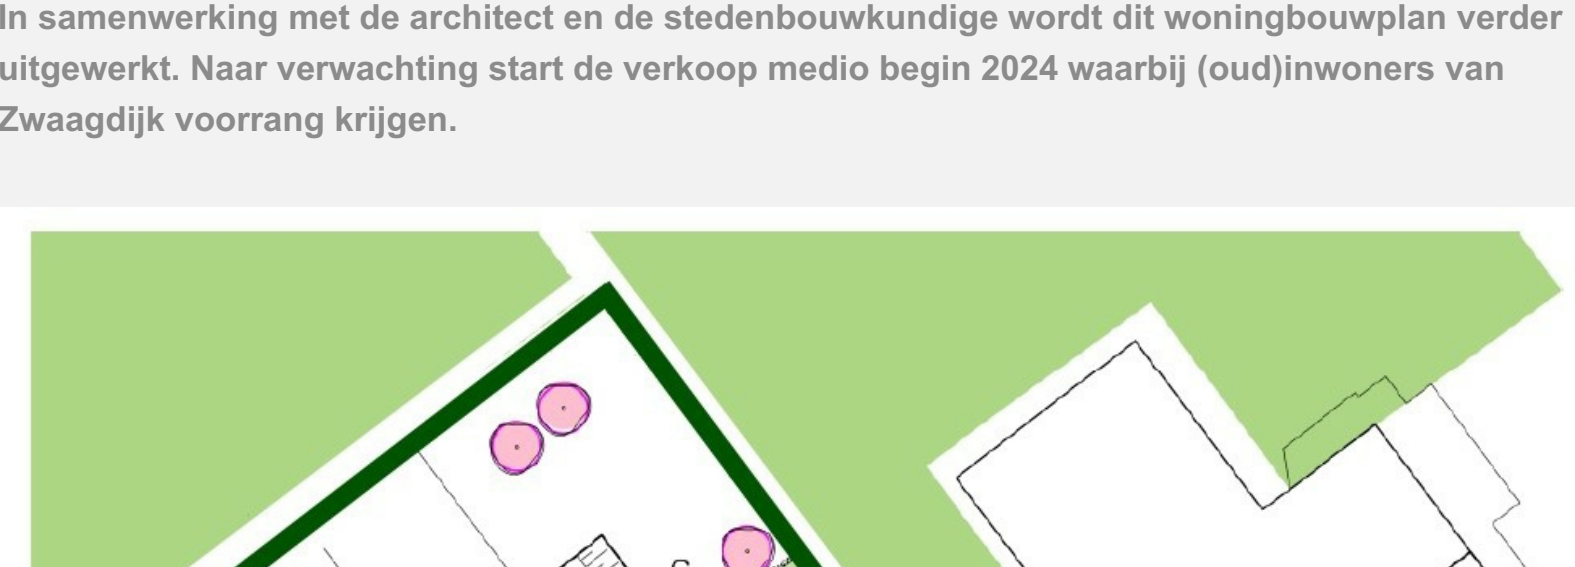 In samenwerking met de architect en de stedenbouwkundige wordt dit woningbouwplan verder
uitgewerkt. Naar verwachting start de verkoop medio begin 2024 waarbij (oud)inwoners van
Zwaagdijk voorrang krijgen.